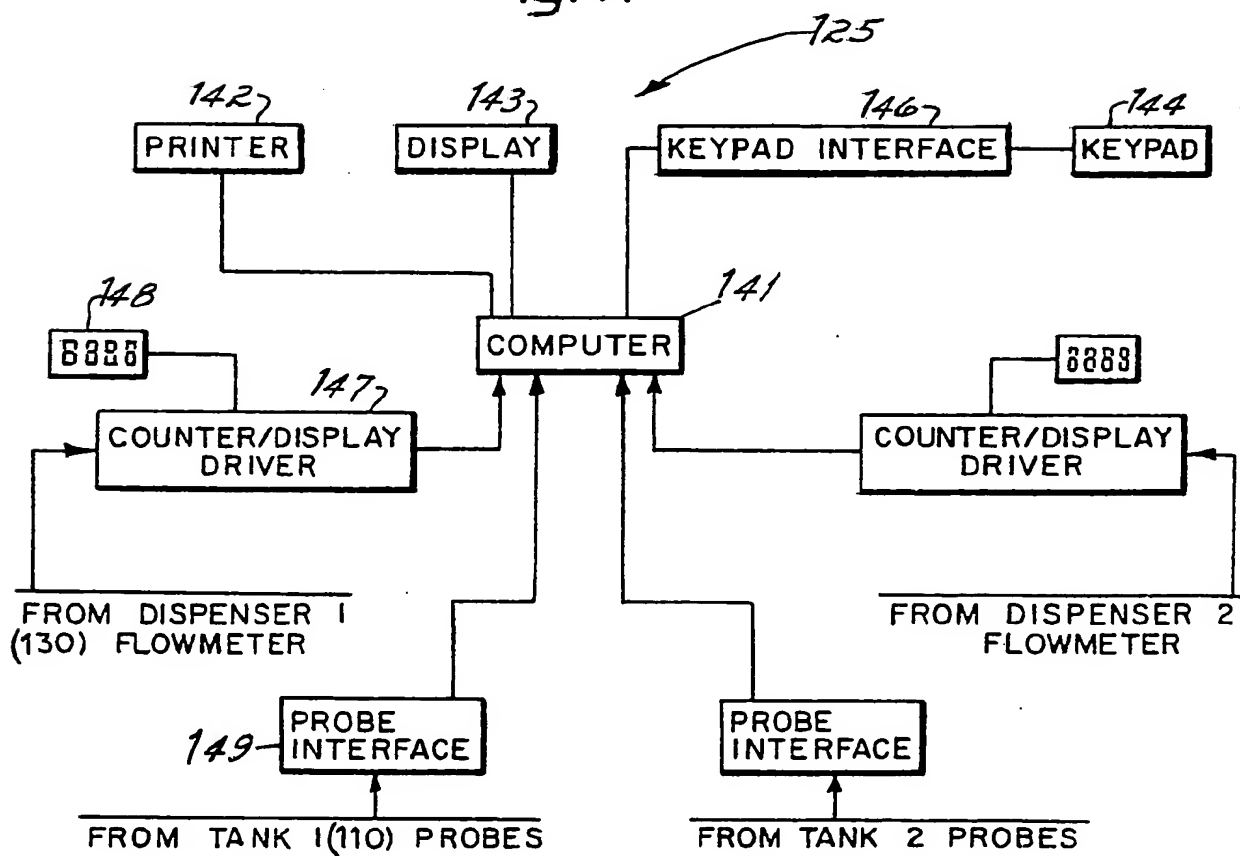 125
142
143
146
144
PRINTER
DISPLAY
KEYPAD INTERFACE
KEYPAD
148
141
COMPUTER
147
COUNTER/DISPLAY
DRIVER
COUNTER/DISPLAY
DRIVER
FROM DISPENSER 1
(130) FLOWMETER
FROM DISPENSER 2
FLOWMETER
149
PROBE
INTERFACE
PROBE
INTERFACE
FROM TANK 1(110) PROBES
FROM TANK 2 PROBES